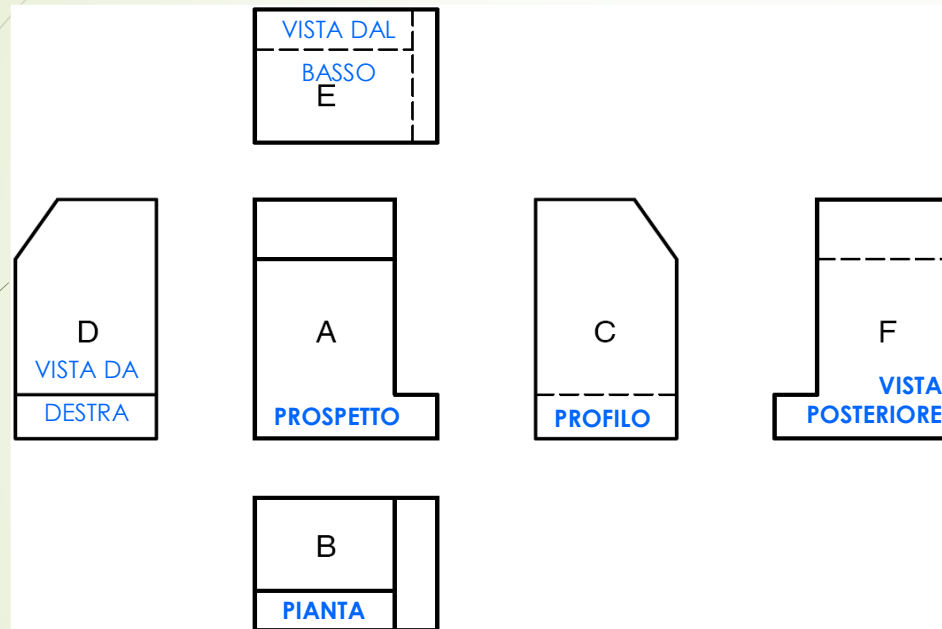 VISTA DAL
BASSO
E
D
VISTA DA
DESTRA
A
PROSPETTO
C
PROFILO
F
VISTA
POSTERIORE
B
PIANTA